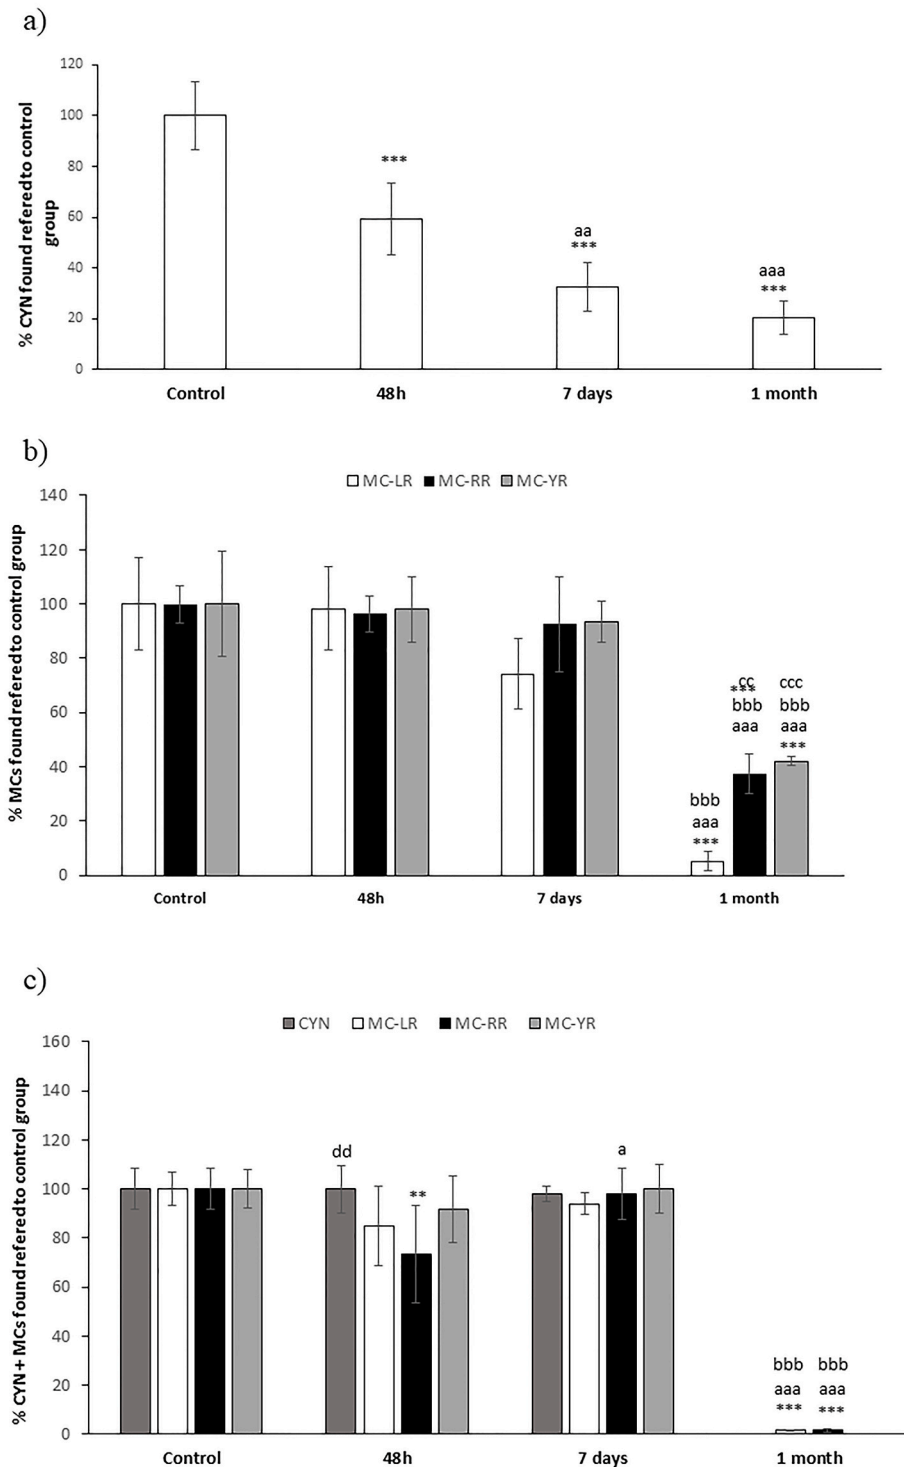 a)
% CYN found refered to control
group
120
100
80
60
40
20
0
***
aa
***
aaa
***
Control 48h 7 days 1 month
b)
MC-LR MC-RR MC-YR
% MCs found refered to control group
140
120
100
80
60
40
20
0
cc ccc
***
bbb bbb
aaa aaa
***
bbb
aaa
***
Control 48h 7 days 1 month
c)
CYN MC-LR MC-RR MC-YR
% CYN + MCs found refered to control group
160
140
120
100
80
60
40
20
0
dd
**
a
bbb bbb
aaa aaa
*** ***
Control 48h 7 days 1 month